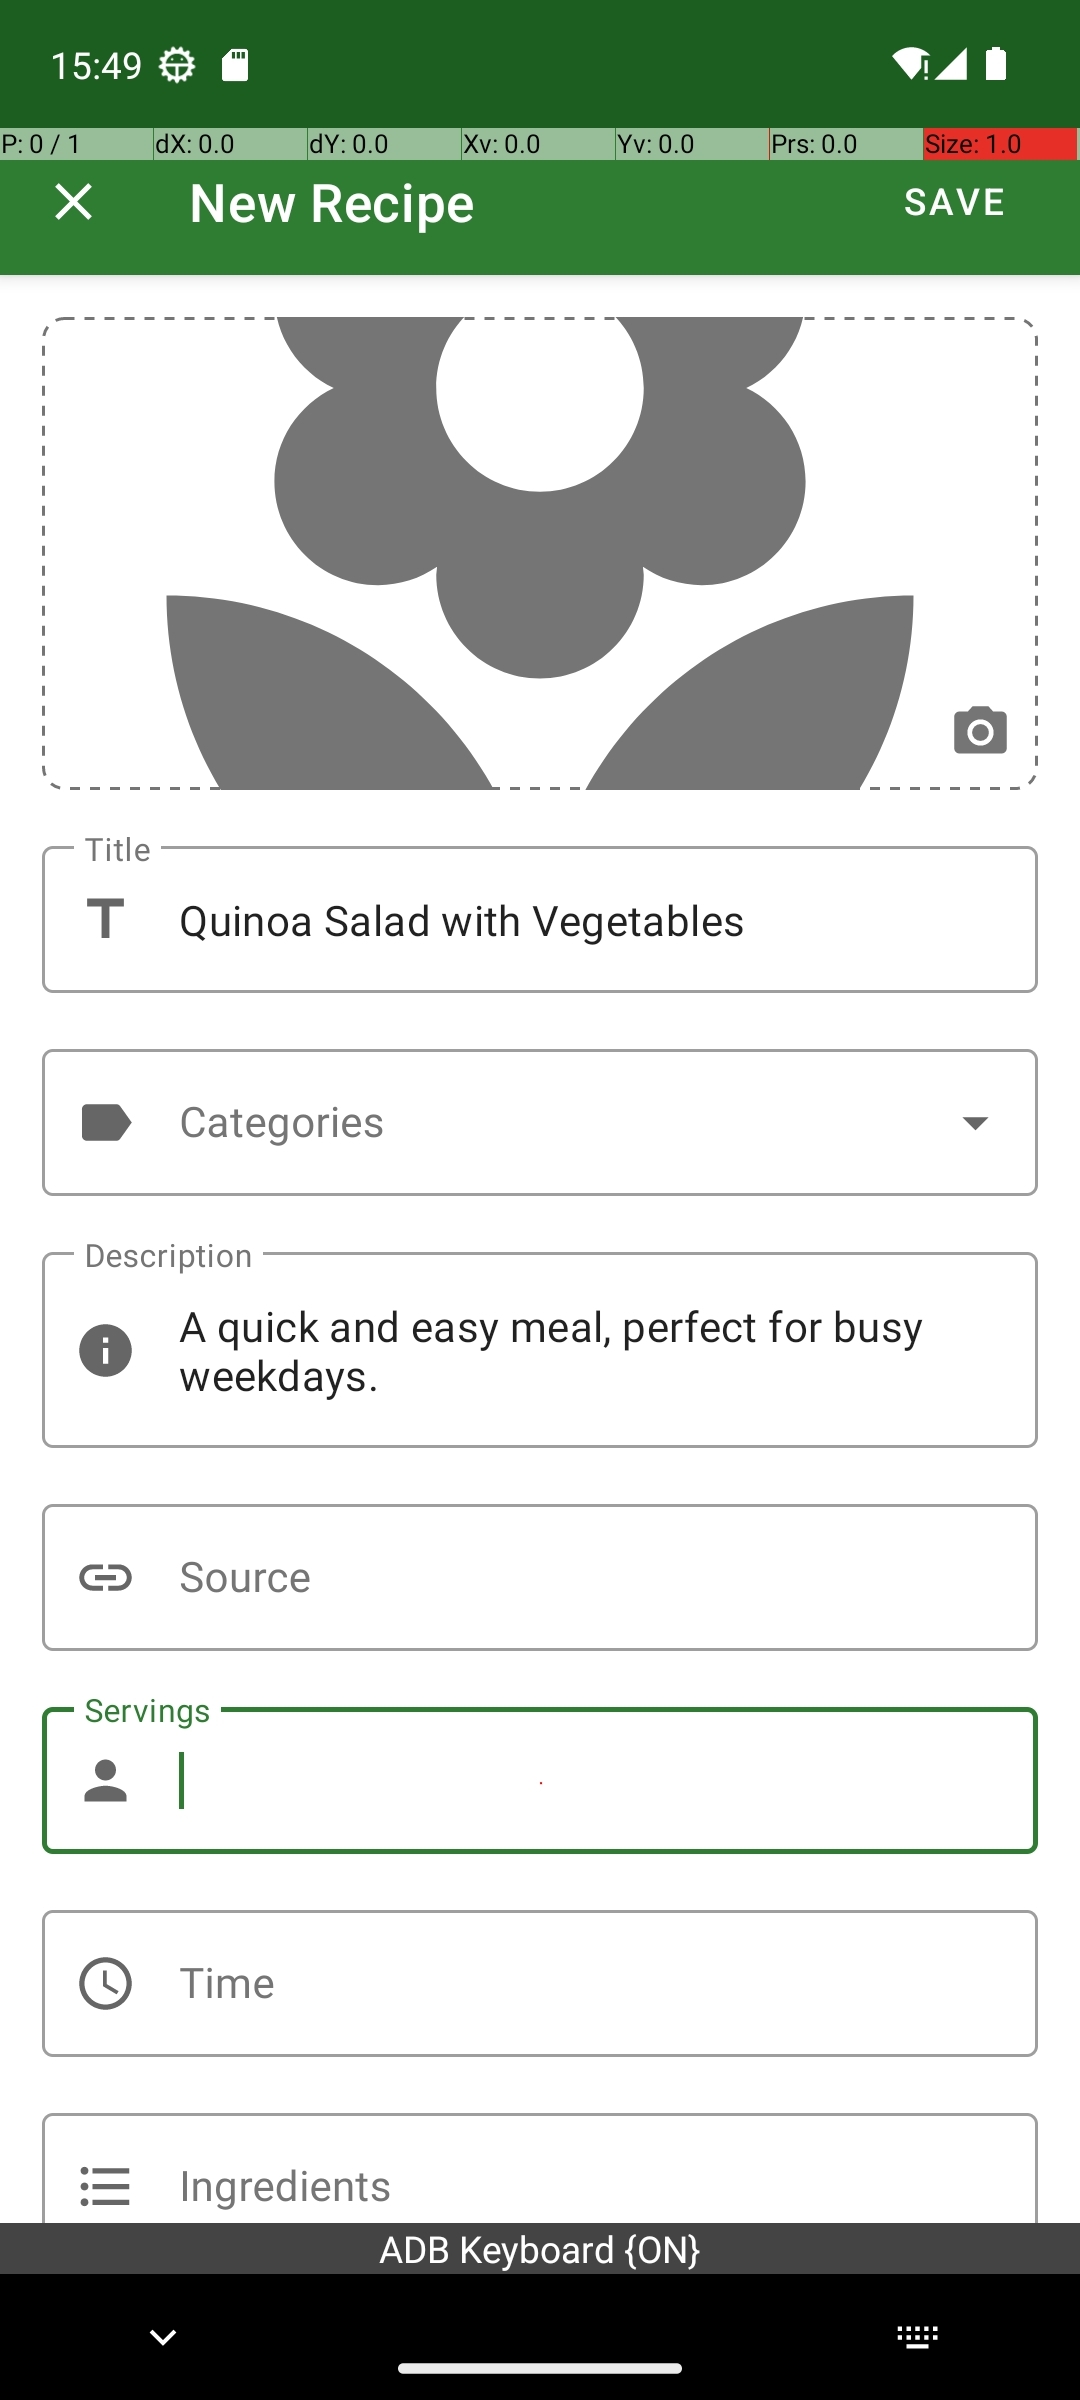 15:49
P: 0 / 1 dX: 0.0 dY: 0.0 Xv: 0.0 Yv: 0.0 Prs: 0.0 Size: 1.0
New Recipe SAVE
Title
Quinoa Salad with Vegetables
Categories
Description
A quick and easy meal, perfect for busy
weekdays.
Source
Servings
Time
Ingredients
ADB Keyboard {ON}